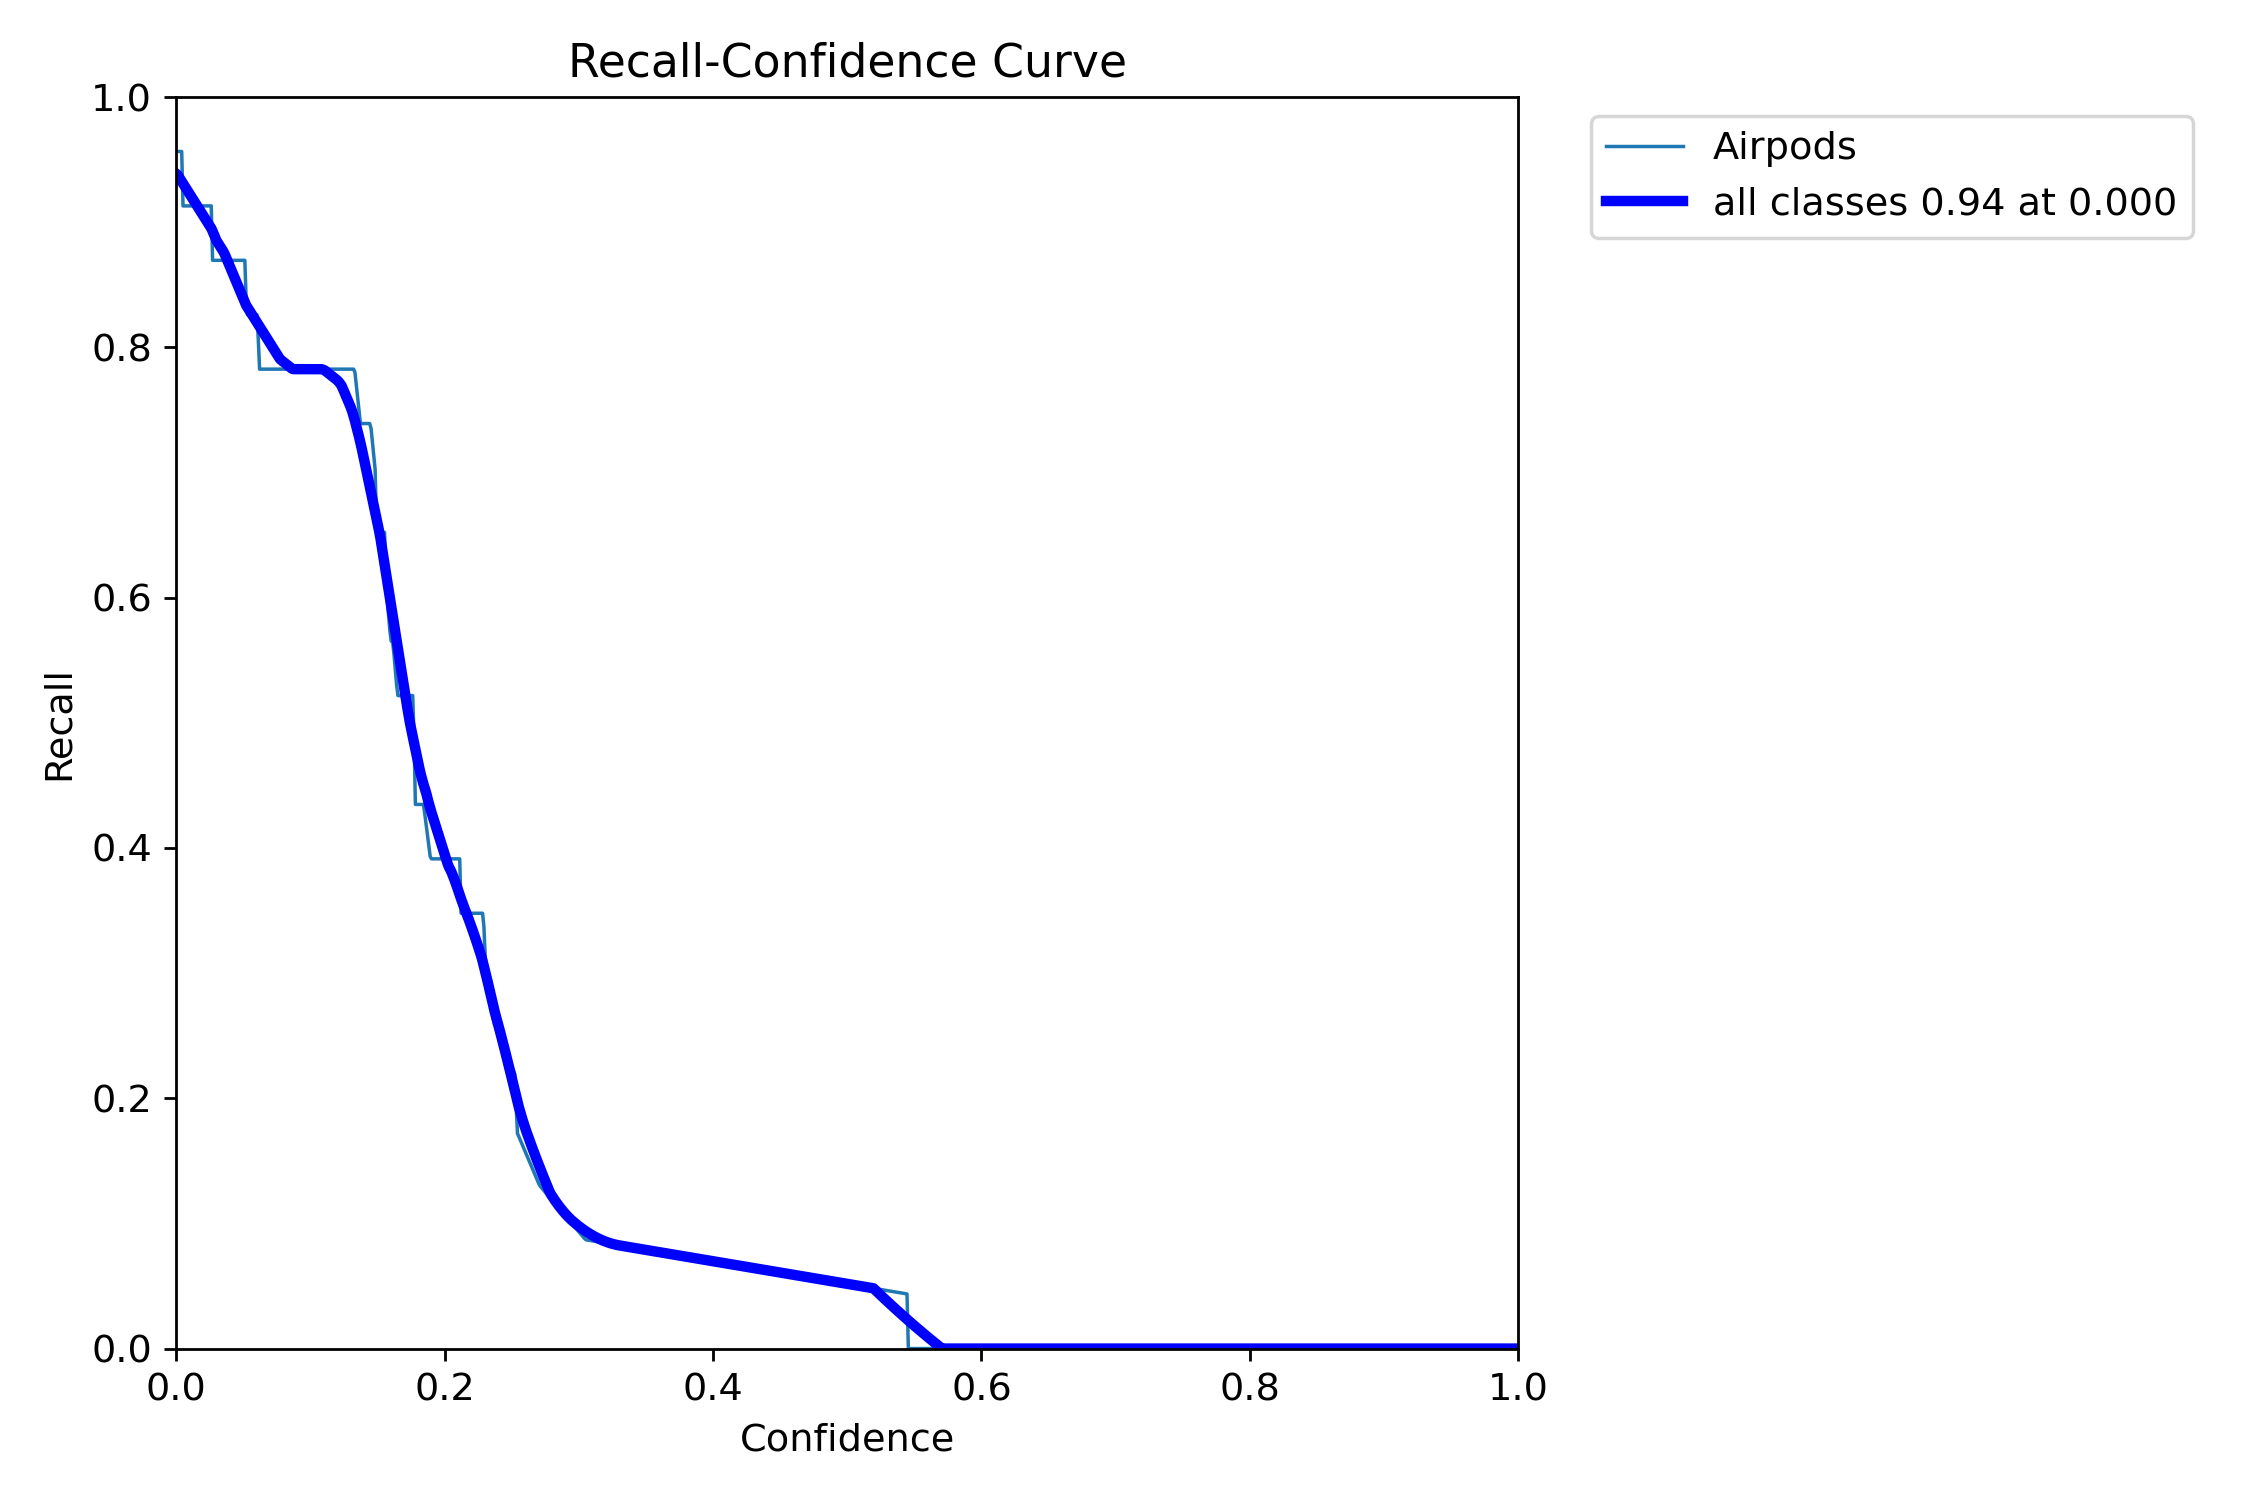 Recall-Confidence Curve
1.0
0.8
0.6
0.4
0.2
0.0
Recall
0.0 0.2 0.4 0.6 0.8 1.0
Confidence
Airpods
all classes 0.94 at 0.000